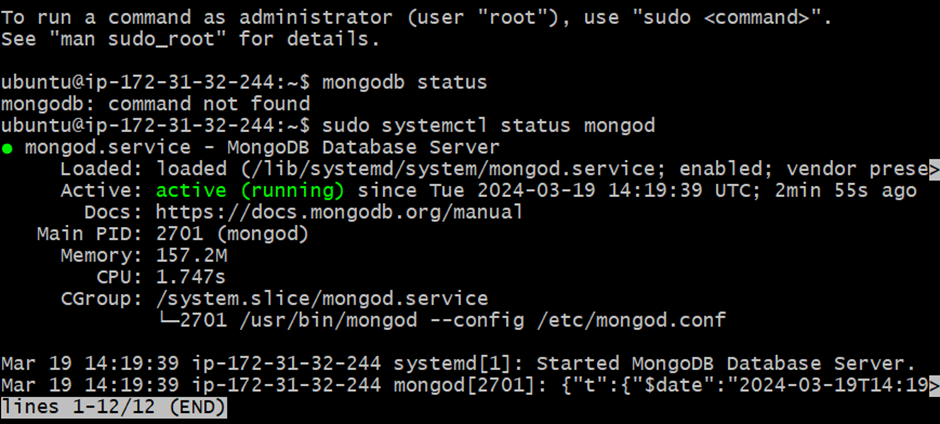 To run a command as administrator (user "root"), use "sudo <command>".
See "man sudo_root" for details.
ubuntu@ip-172-31-32-244:~$ mongodb status
mongodb: command not found
ubuntu@ip-172-31-32-244:~$ sudo systemctl status mongod
● mongod.service - MongoDB Database Server
Loaded: loaded (/lib/systemd/system/mongod.service; enabled; vendor prese>
Active: active (running) since Tue 2024-03-19 14:19:39 UTC; 2min 55s ago
Docs: https://docs.mongodb.org/manual
Main PID: 2701 (mongod)
Memory: 157.2M
CPU: 1.747s
CGroup: /system.slice/mongod.service
└─2701 /usr/bin/mongod --config /etc/mongod.conf
Mar 19 14:19:39 ip-172-31-32-244 systemd[1]: Started MongoDB Database Server.
Mar 19 14:19:39 ip-172-31-32-244 mongod[2701]: {"t":{"$date":"2024-03-19T14:19>
lines 1-12/12 (END)